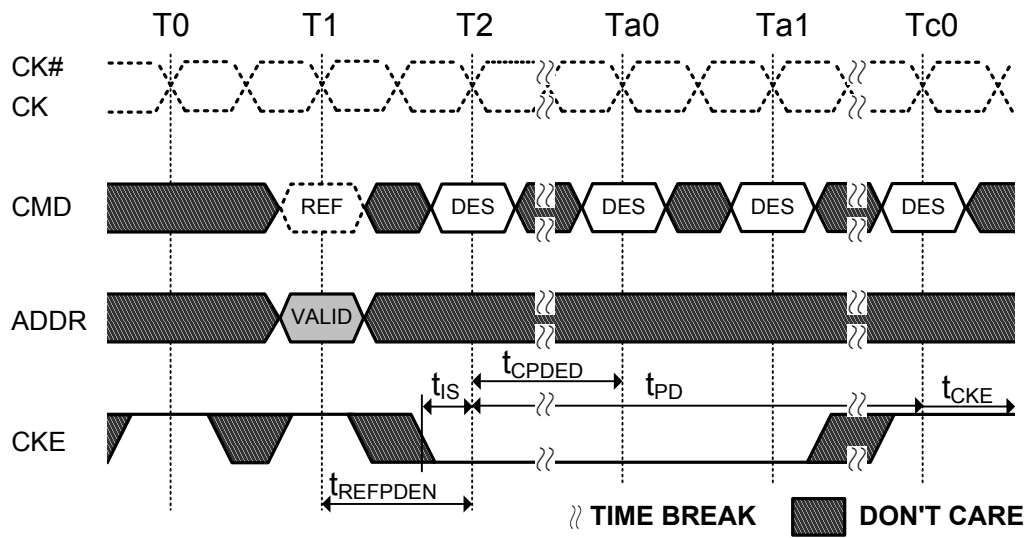 T0 T1 T2 Ta0 Ta1 Tc0
CK#
CK
CMD REF DES DES DES DES
ADDR VALID
tCPDED
tIS tPD tCKE
CKE
tREFPDEN
TIME BREAK DON'T CARE